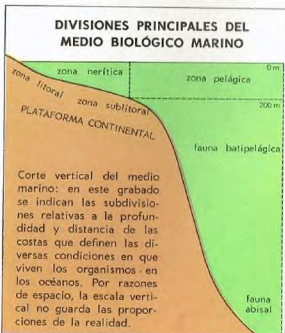 DIVISIONES PRINCIPALES DEL
MEDIO BIOLÓGICO MARINO
0 m
zona nerítica
zona pelágica
zona litoral
zona sublitoral
200 m
PLATAFORMA CONTINENTAL
fauna batipelágica
Corte vertical del medio
marino: en este grabado
se indican las subdivisio-
nes relativas a la profun-
didad y distancia de las
costas que definen las di-
versas condiciones en que
viven los organismos en
los océanos. Por razones
de espacio, la escala verti-
cal no guarda las propor-
ciones de la realidad.
fauna
abisal